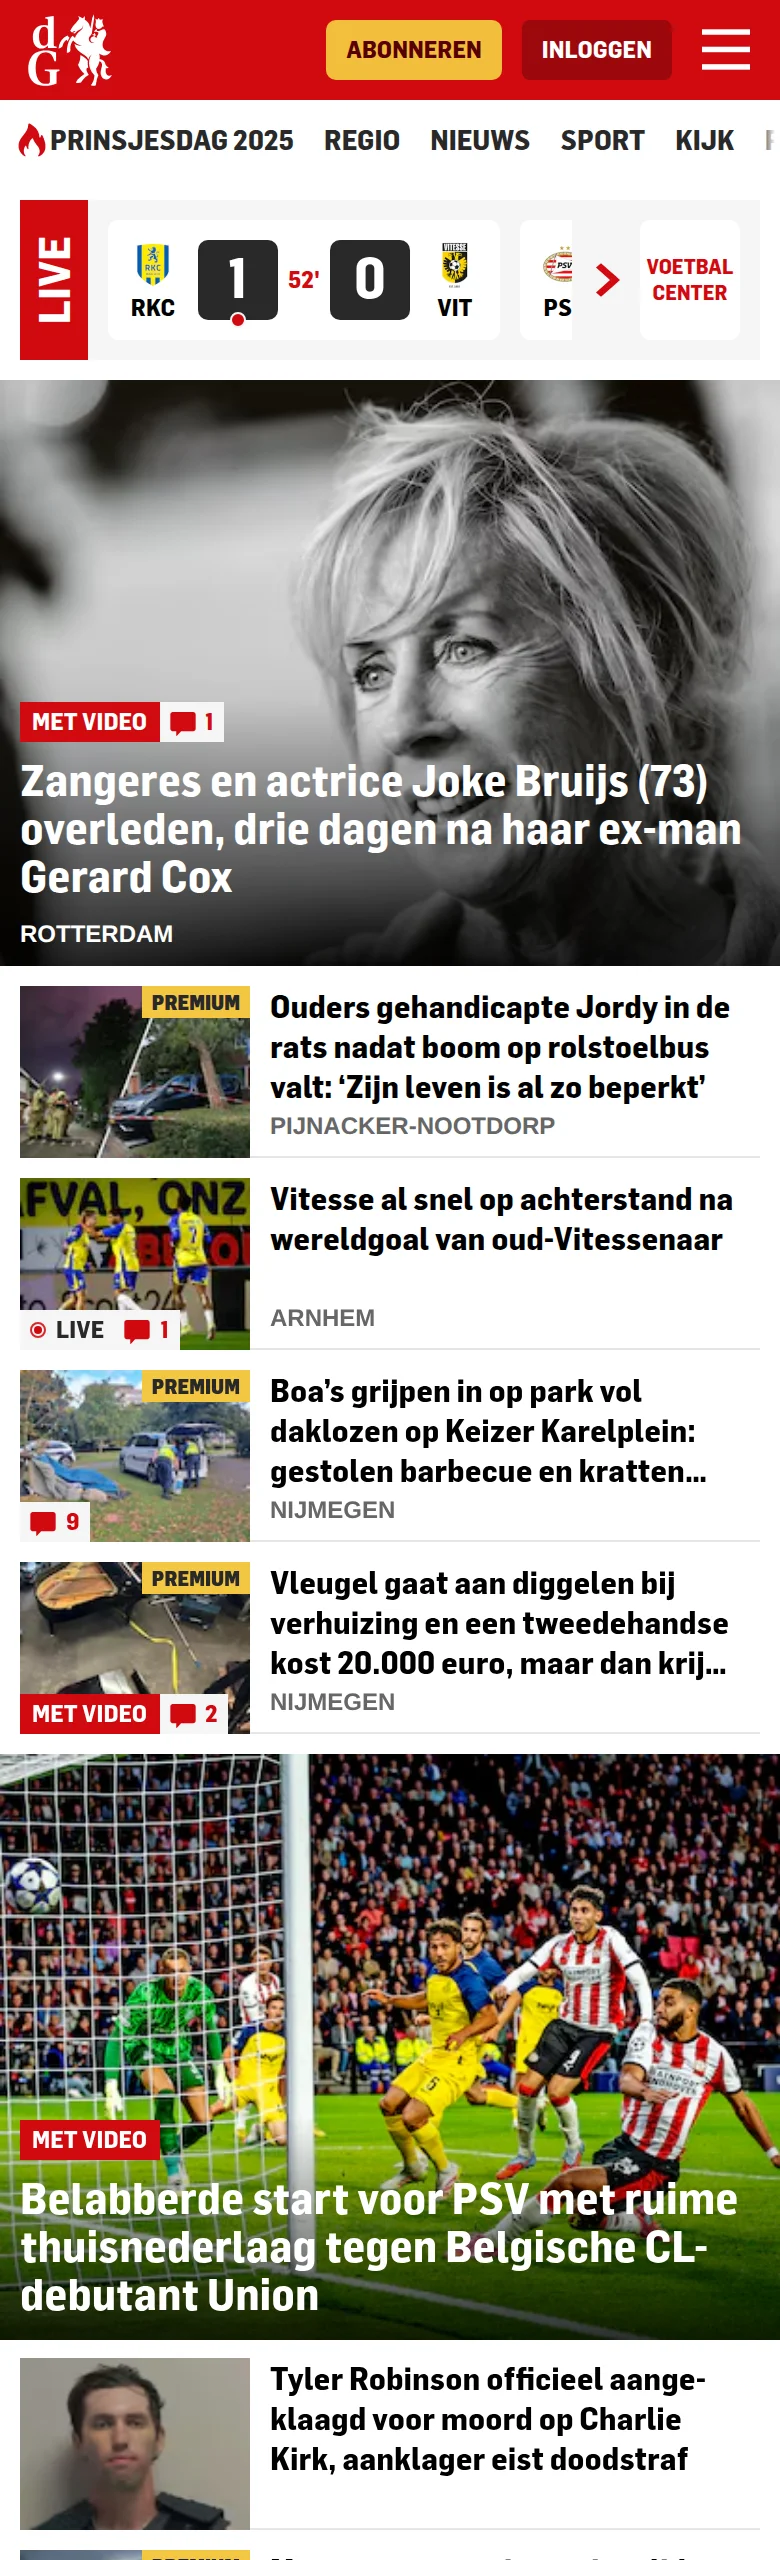 dG
ABONNEREN
INLOGGEN
PRINSJESDAG 2025 REGIO NIEUWS SPORT KIJK
LIVE
RKC
1
52'
0
VITESSE
VIT
PSV
PS
VOETBAL
CENTER
MET VIDEO
1
Zangeres en actrice Joke Bruijs (73)
overleden, drie dagen na haar ex-man
Gerard Cox
ROTTERDAM
PREMIUM
Ouders gehandicapte Jordy in de
rats nadat boom op rolstoelbus
valt: ‘Zijn leven is al zo beperkt’
PIJNACKER-NOOTDORP
AFVAL, ONZ
LIVE
1
Vitesse al snel op achterstand na
wereldgoal van oud-Vitessenaar
ARNHEM
PREMIUM
9
Boa’s grijpen in op park vol
daklozen op Keizer Karelplein:
gestolen barbecue en kratten...
NIJMEGEN
PREMIUM
MET VIDEO
2
Vleugel gaat aan diggelen bij
verhuizing en een tweedehandse
kost 20.000 euro, maar dan krij...
NIJMEGEN
MET VIDEO
Belabberde start voor PSV met ruime
thuisnederlaag tegen Belgische CL-
debutant Union
Tyler Robinson officieel aange-
klaagd voor moord op Charlie
Kirk, aanklager eist doodstraf